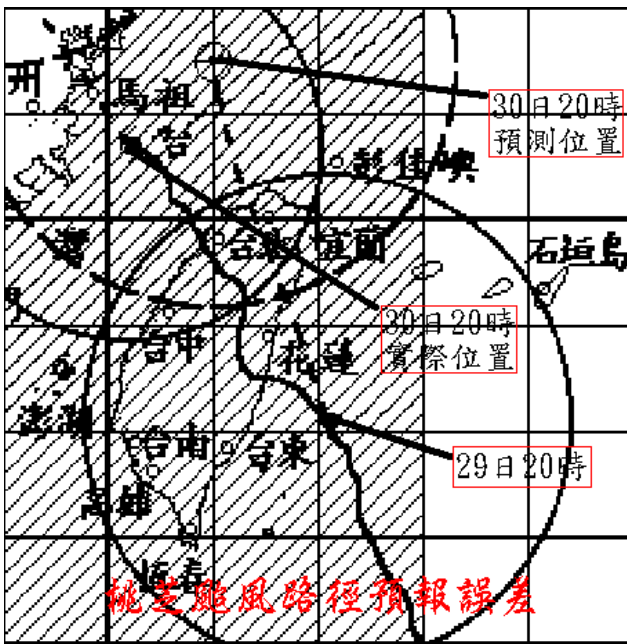 30日20時
預測位置
馬祖
台
彭佳嶼
台北
宜蘭
石垣島
灣
30日20時
實際位置
台中
花蓮
澎湖
台南
台東
29日20時
高雄
恆春
桃芝颱風路徑預報誤差